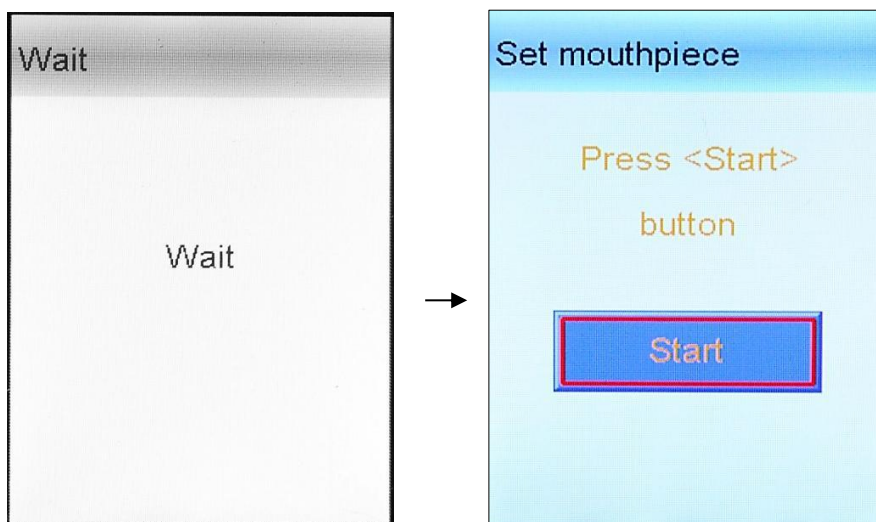 Wait
Wait
Set mouthpiece
Press <Start>
button
Start